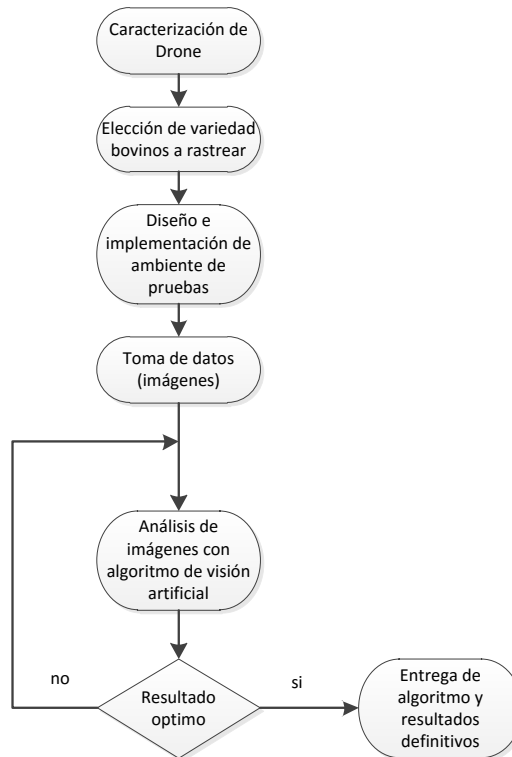 Caracterización de
Drone
Elección de variedad
bovinos a rastrear
Diseño e
implementación de
ambiente de
pruebas
Toma de datos
(imágenes)
Análisis de
imágenes con
algoritmo de visión
artificial
no
Resultado
optimo
si
Entrega de
algoritmo y
resultados
definitivos